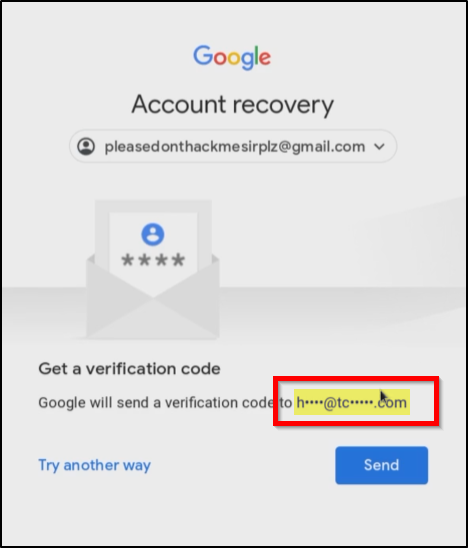 Google
Account recovery
pleasedonthackmesirplz@gmail.com
****
Get a verification code
Google will send a verification code to h••••@tc•••••.com
Try another way
Send